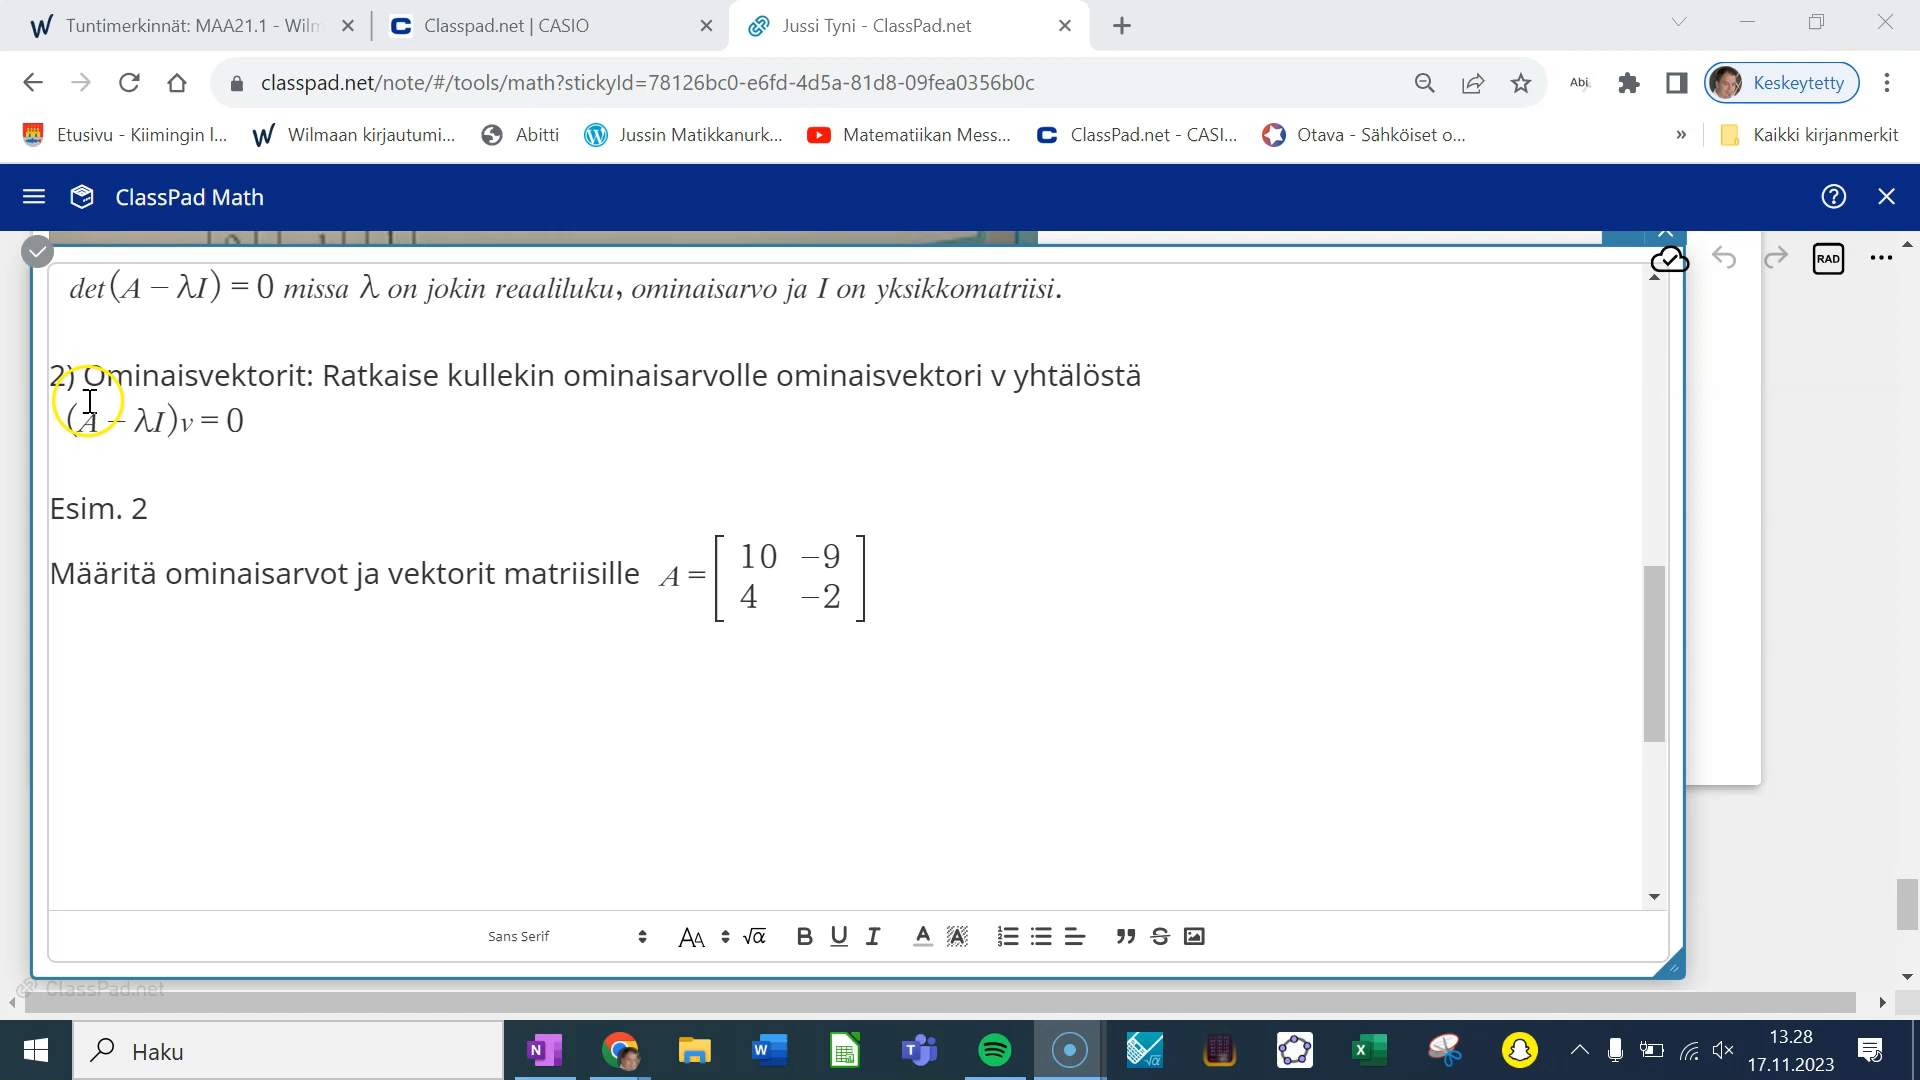 Tuntimerkinnät: MAA21.1 - Wilm
Classpad.net | CASIO
Jussi Tyni - ClassPad.net
classpad.net/note/#/tools/math?stickyId=78126bc0-e6fd-4d5a-81d8-09fea0356b0c
Abi
Keskeytetty
Etusivu - Kiimingin l...
Wilmaan kirjautumi...
Abitti
Jussin Matikkanurk...
Matematiikan Mess...
ClassPad.net - CASI...
Otava - Sähköiset o...
»
Kaikki kirjanmerkit
ClassPad Math
RAD
det(A − λI) = 0 missa λ on jokin reaaliluku, ominaisarvo ja I on yksikkomatriisi.
2) Ominaisvektorit: Ratkaise kullekin ominaisarvolle ominaisvektori v yhtälöstä
(A − λI)v = 0
Esim. 2
Määritä ominaisarvot ja vektorit matriisille A = [ 10 −9
4 −2 ]
Sans Serif
ClassPad.net
Haku
13.28
17.11.2023